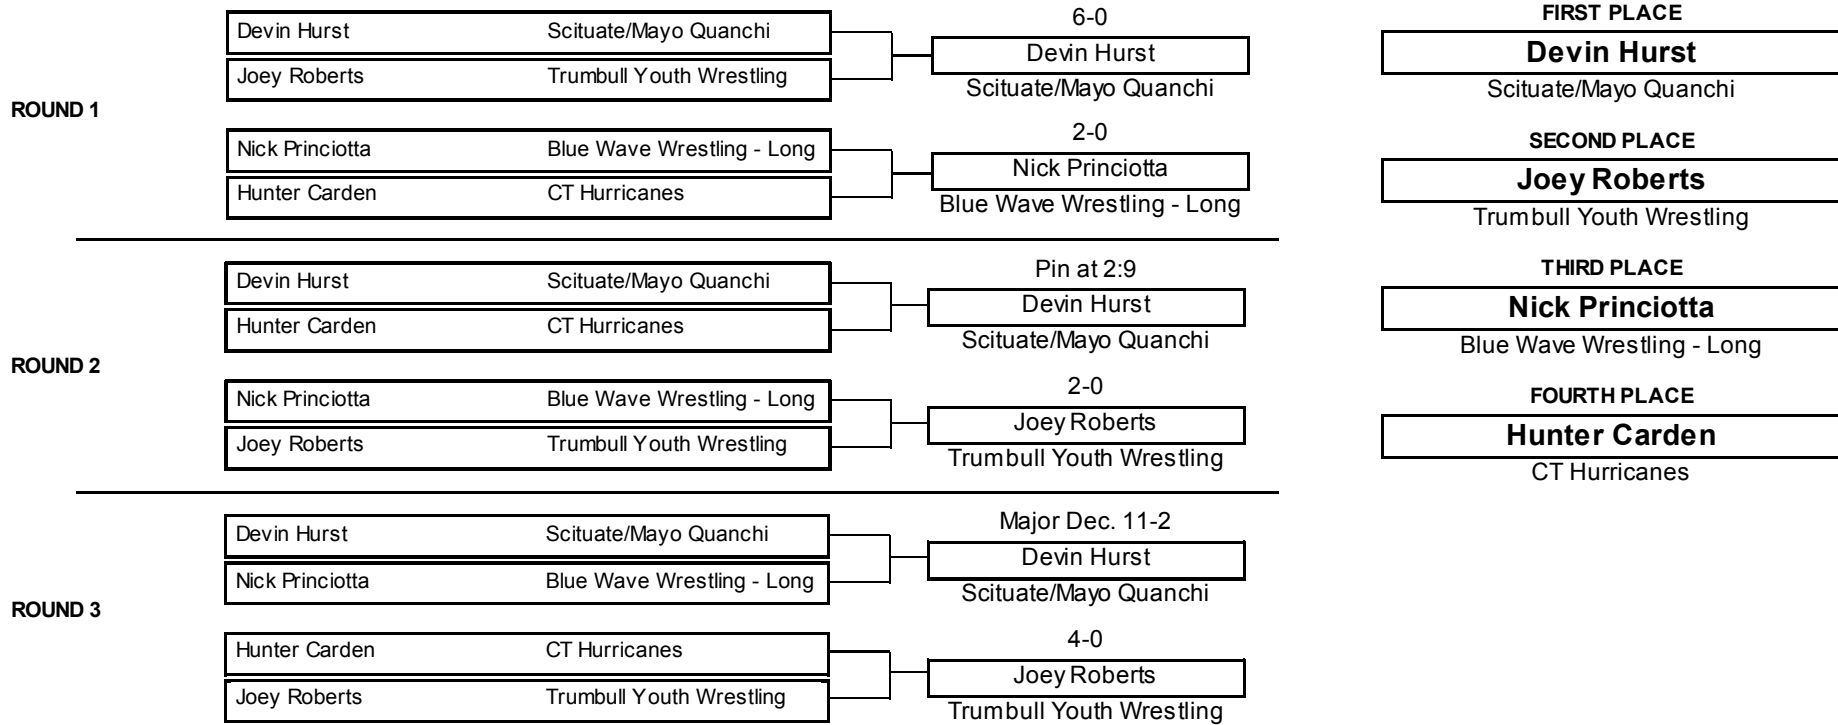 6-0
Devin Hurst Scituate/Mayo Quanchi
Devin Hurst
Joey Roberts Trumbull Youth Wrestling
Scituate/Mayo Quanchi
ROUND 1
2-0
Nick Princiotta Blue Wave Wrestling - Long
Nick Princiotta
Hunter Carden CT Hurricanes
Blue Wave Wrestling - Long
Pin at 2:9
Devin Hurst Scituate/Mayo Quanchi
Devin Hurst
Hunter Carden CT Hurricanes
Scituate/Mayo Quanchi
ROUND 2
2-0
Nick Princiotta Blue Wave Wrestling - Long
Joey Roberts
Joey Roberts Trumbull Youth Wrestling
Trumbull Youth Wrestling
Major Dec. 11-2
Devin Hurst Scituate/Mayo Quanchi
Devin Hurst
Nick Princiotta Blue Wave Wrestling - Long
Scituate/Mayo Quanchi
ROUND 3
4-0
Hunter Carden CT Hurricanes
Joey Roberts
Joey Roberts Trumbull Youth Wrestling
Trumbull Youth Wrestling
FIRST PLACE
Devin Hurst
Scituate/Mayo Quanchi
SECOND PLACE
Joey Roberts
Trumbull Youth Wrestling
THIRD PLACE
Nick Princiotta
Blue Wave Wrestling - Long
FOURTH PLACE
Hunter Carden
CT Hurricanes